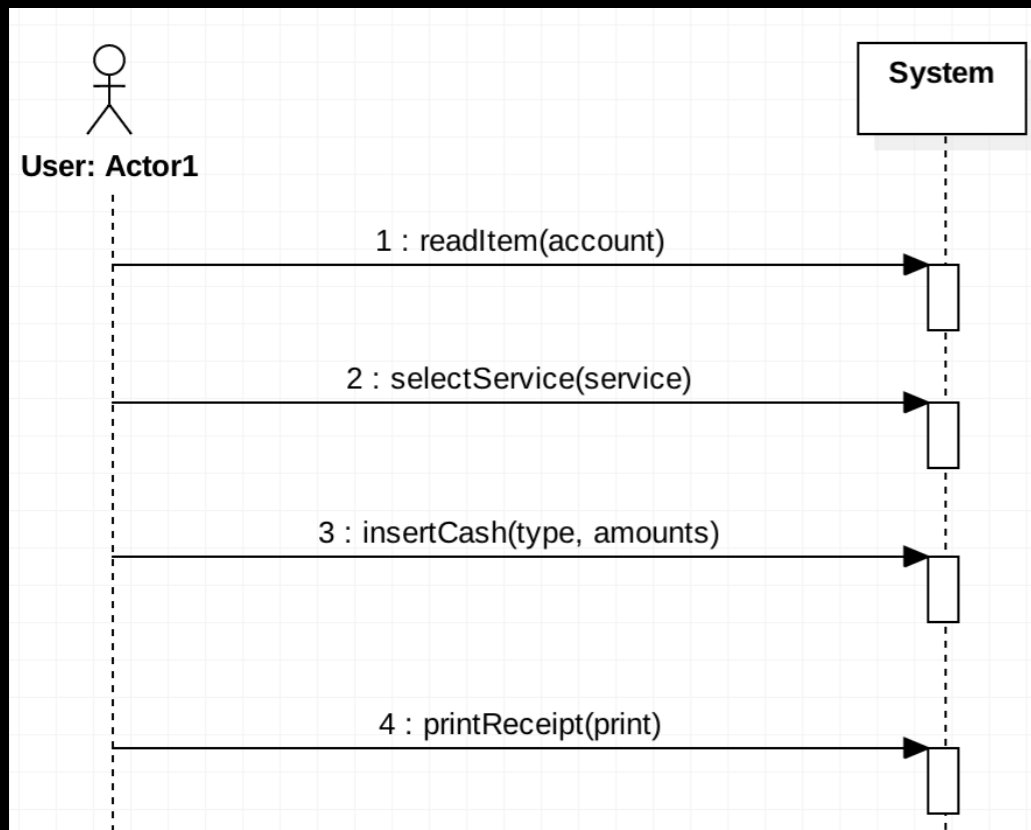 System
User: Actor1
1 : readItem(account)
2 : selectService(service)
3 : insertCash(type, amounts)
4 : printReceipt(print)